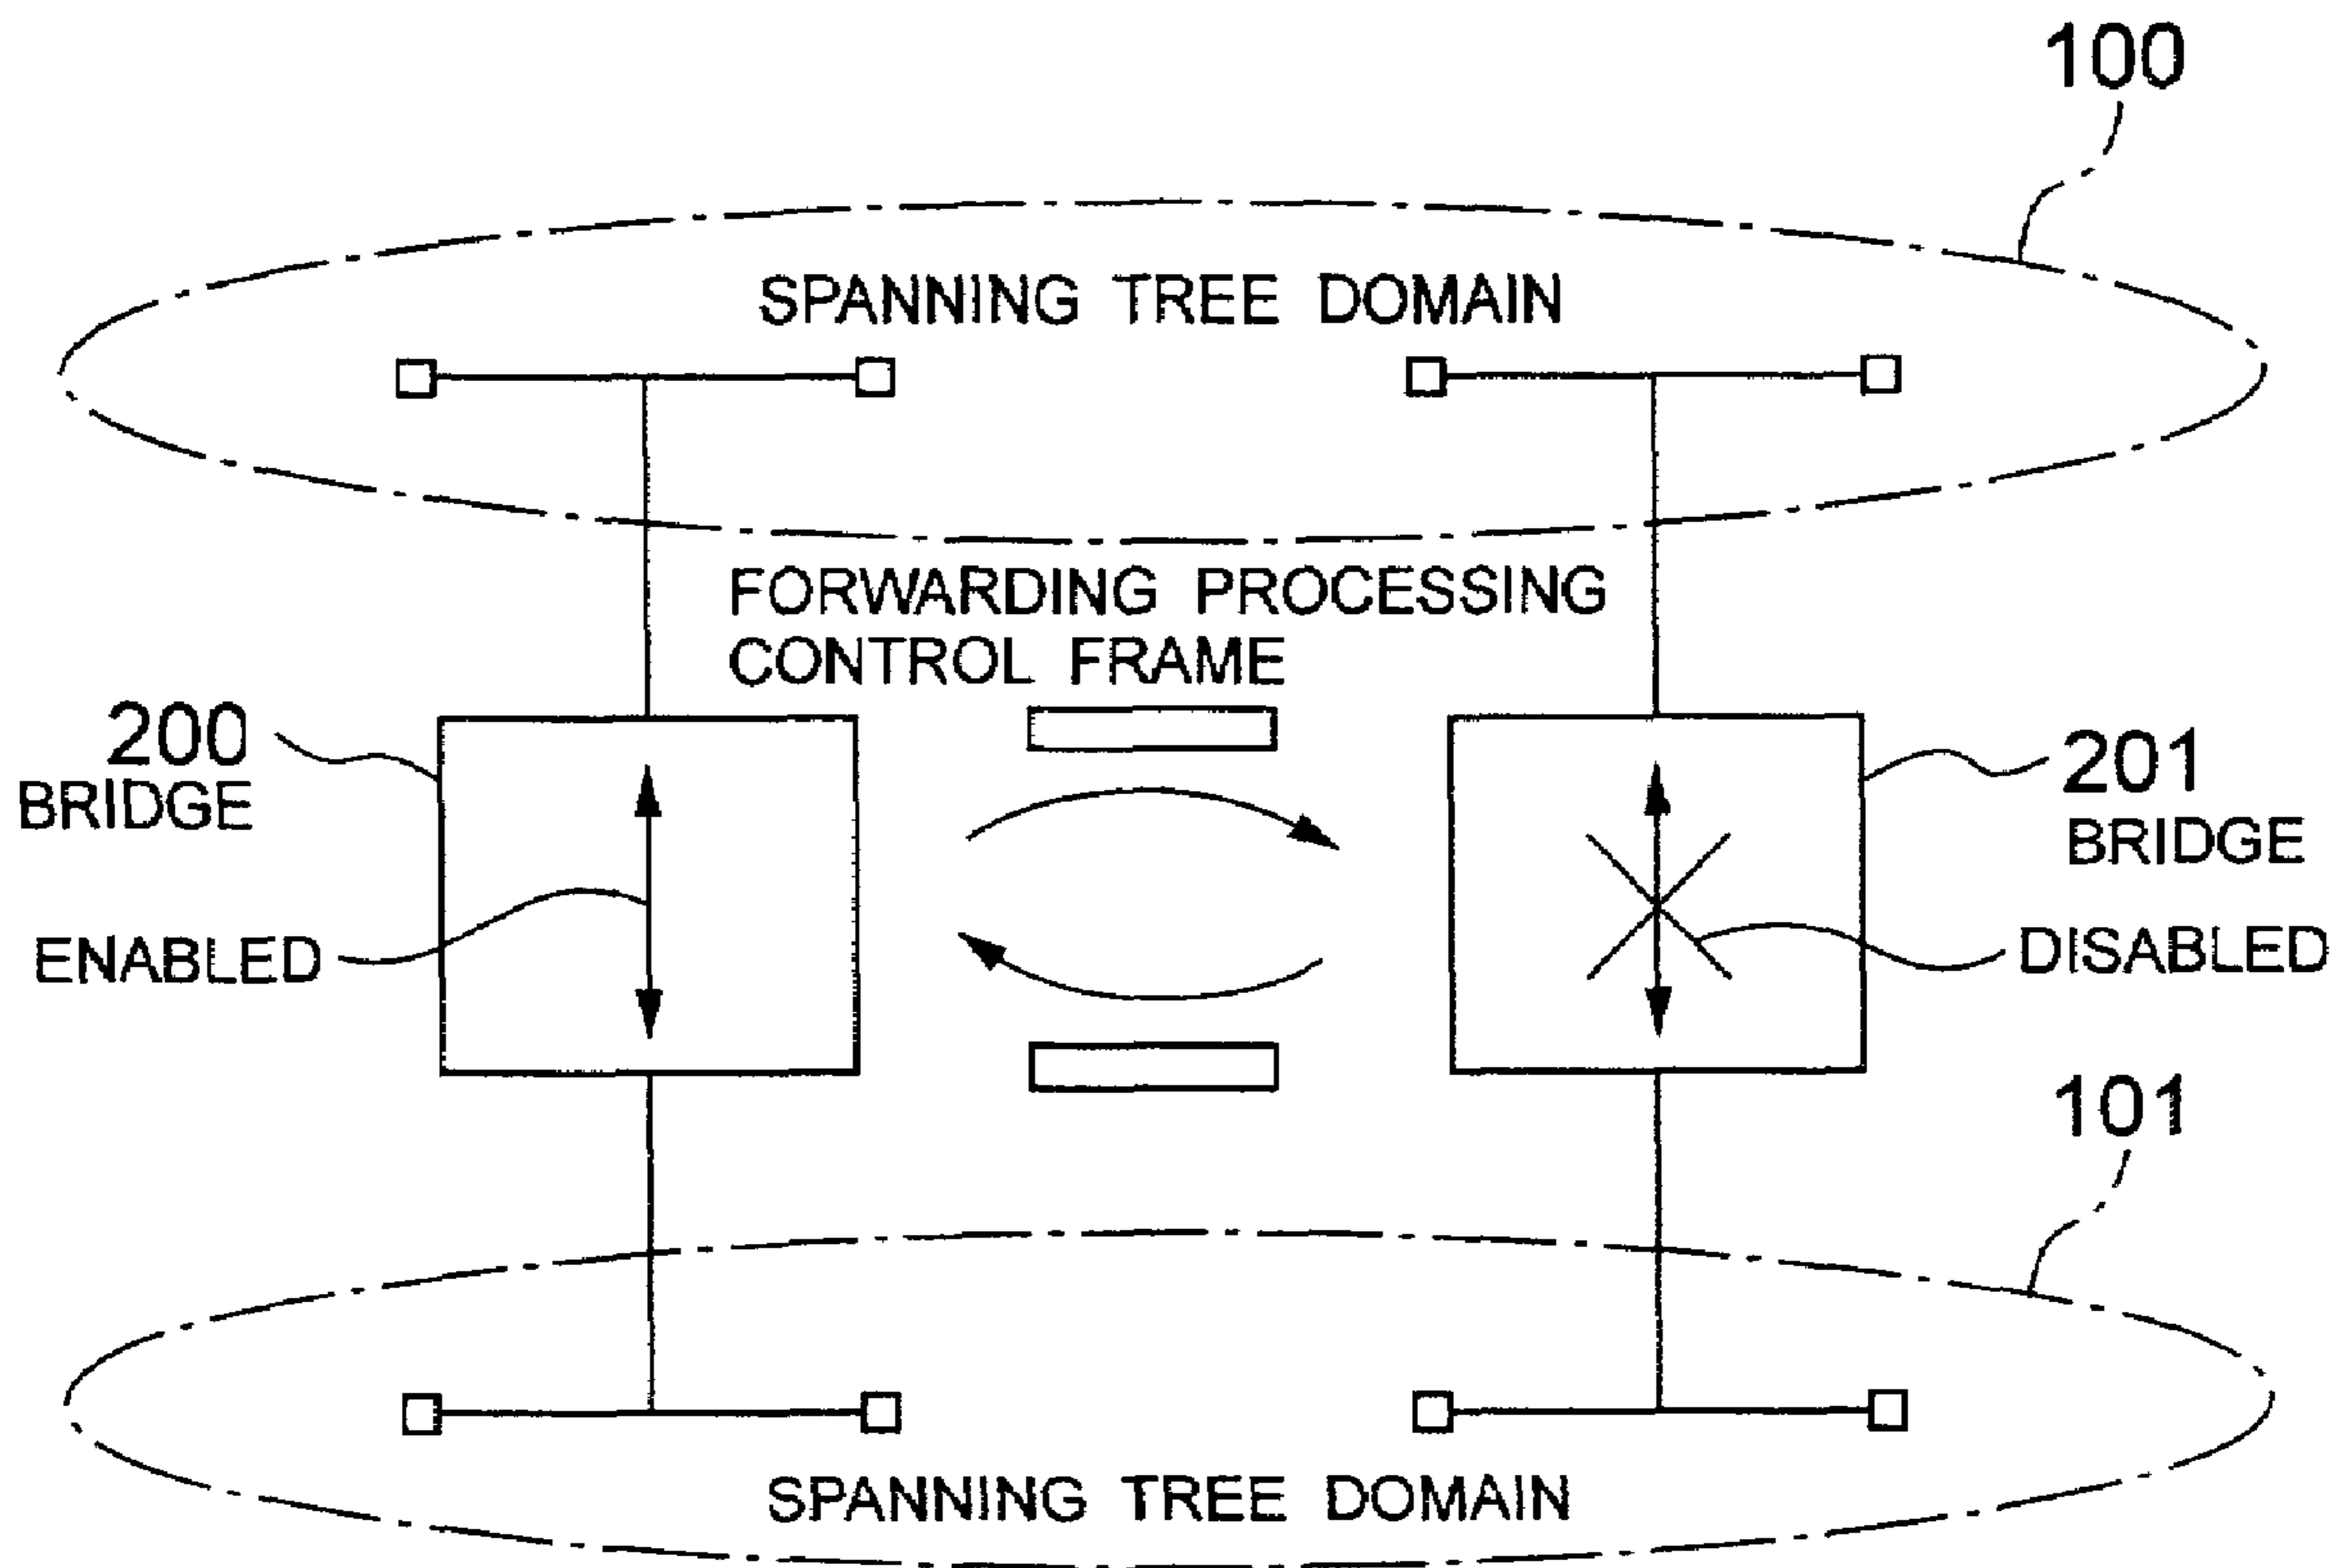 100
SPANNING TREE DOMAIN
FORWARDING PROCESSING
CONTROL FRAME
200
BRIDGE
201
BRIDGE
ENABLED
DISABLED
101
SPANNING TREE DOMAIN